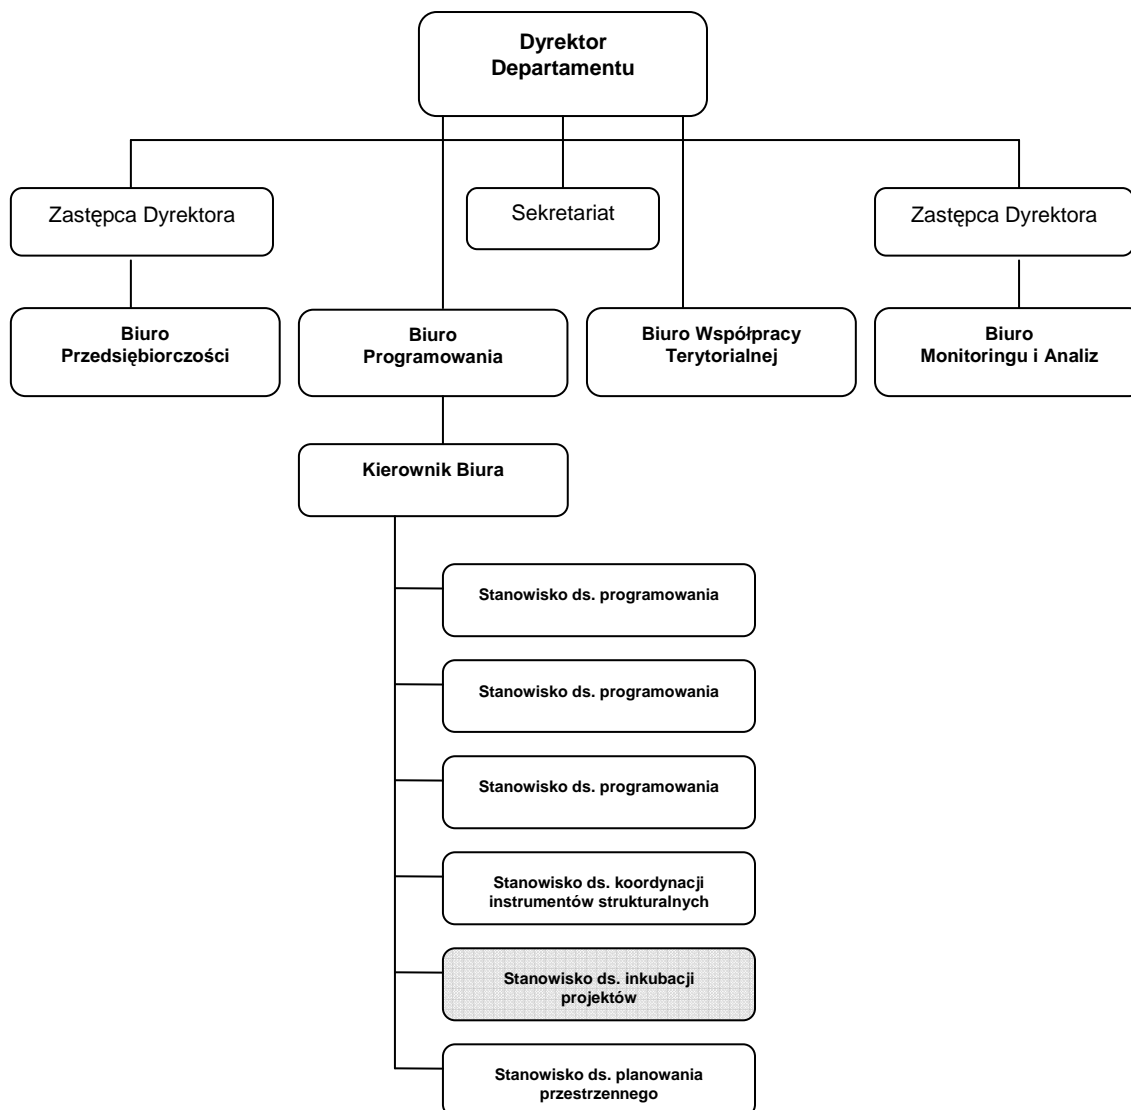 Dyrektor
Departamentu
Zastępca Dyrektora
Sekretariat
Zastępca Dyrektora
Biuro
Przedsiębiorczości
Biuro
Programowania
Biuro Współpracy
Terytorialnej
Biuro
Monitoringu i Analiz
Kierownik Biura
Stanowisko ds. programowania
Stanowisko ds. programowania
Stanowisko ds. programowania
Stanowisko ds. koordynacji
instrumentów strukturalnych
Stanowisko ds. inkubacji
projektów
Stanowisko ds. planowania
przestrzennego